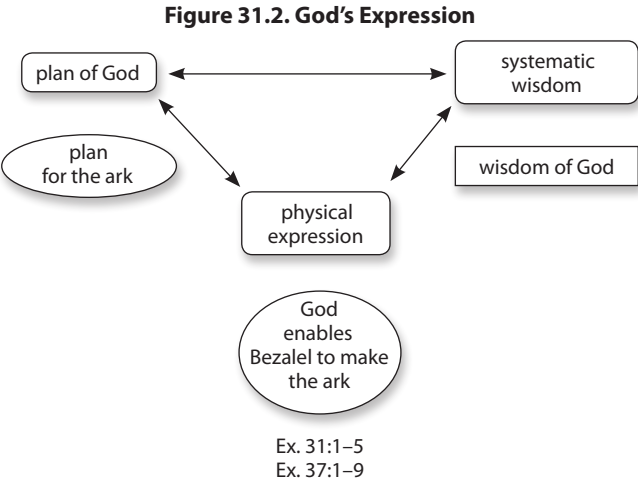 Figure 31.2. God’s Expression
plan of God
systematic
wisdom
plan
for the ark
wisdom of God
physical
expression
God
enables
Bezalel to make
the ark
Ex. 31:1–5
Ex. 37:1–9